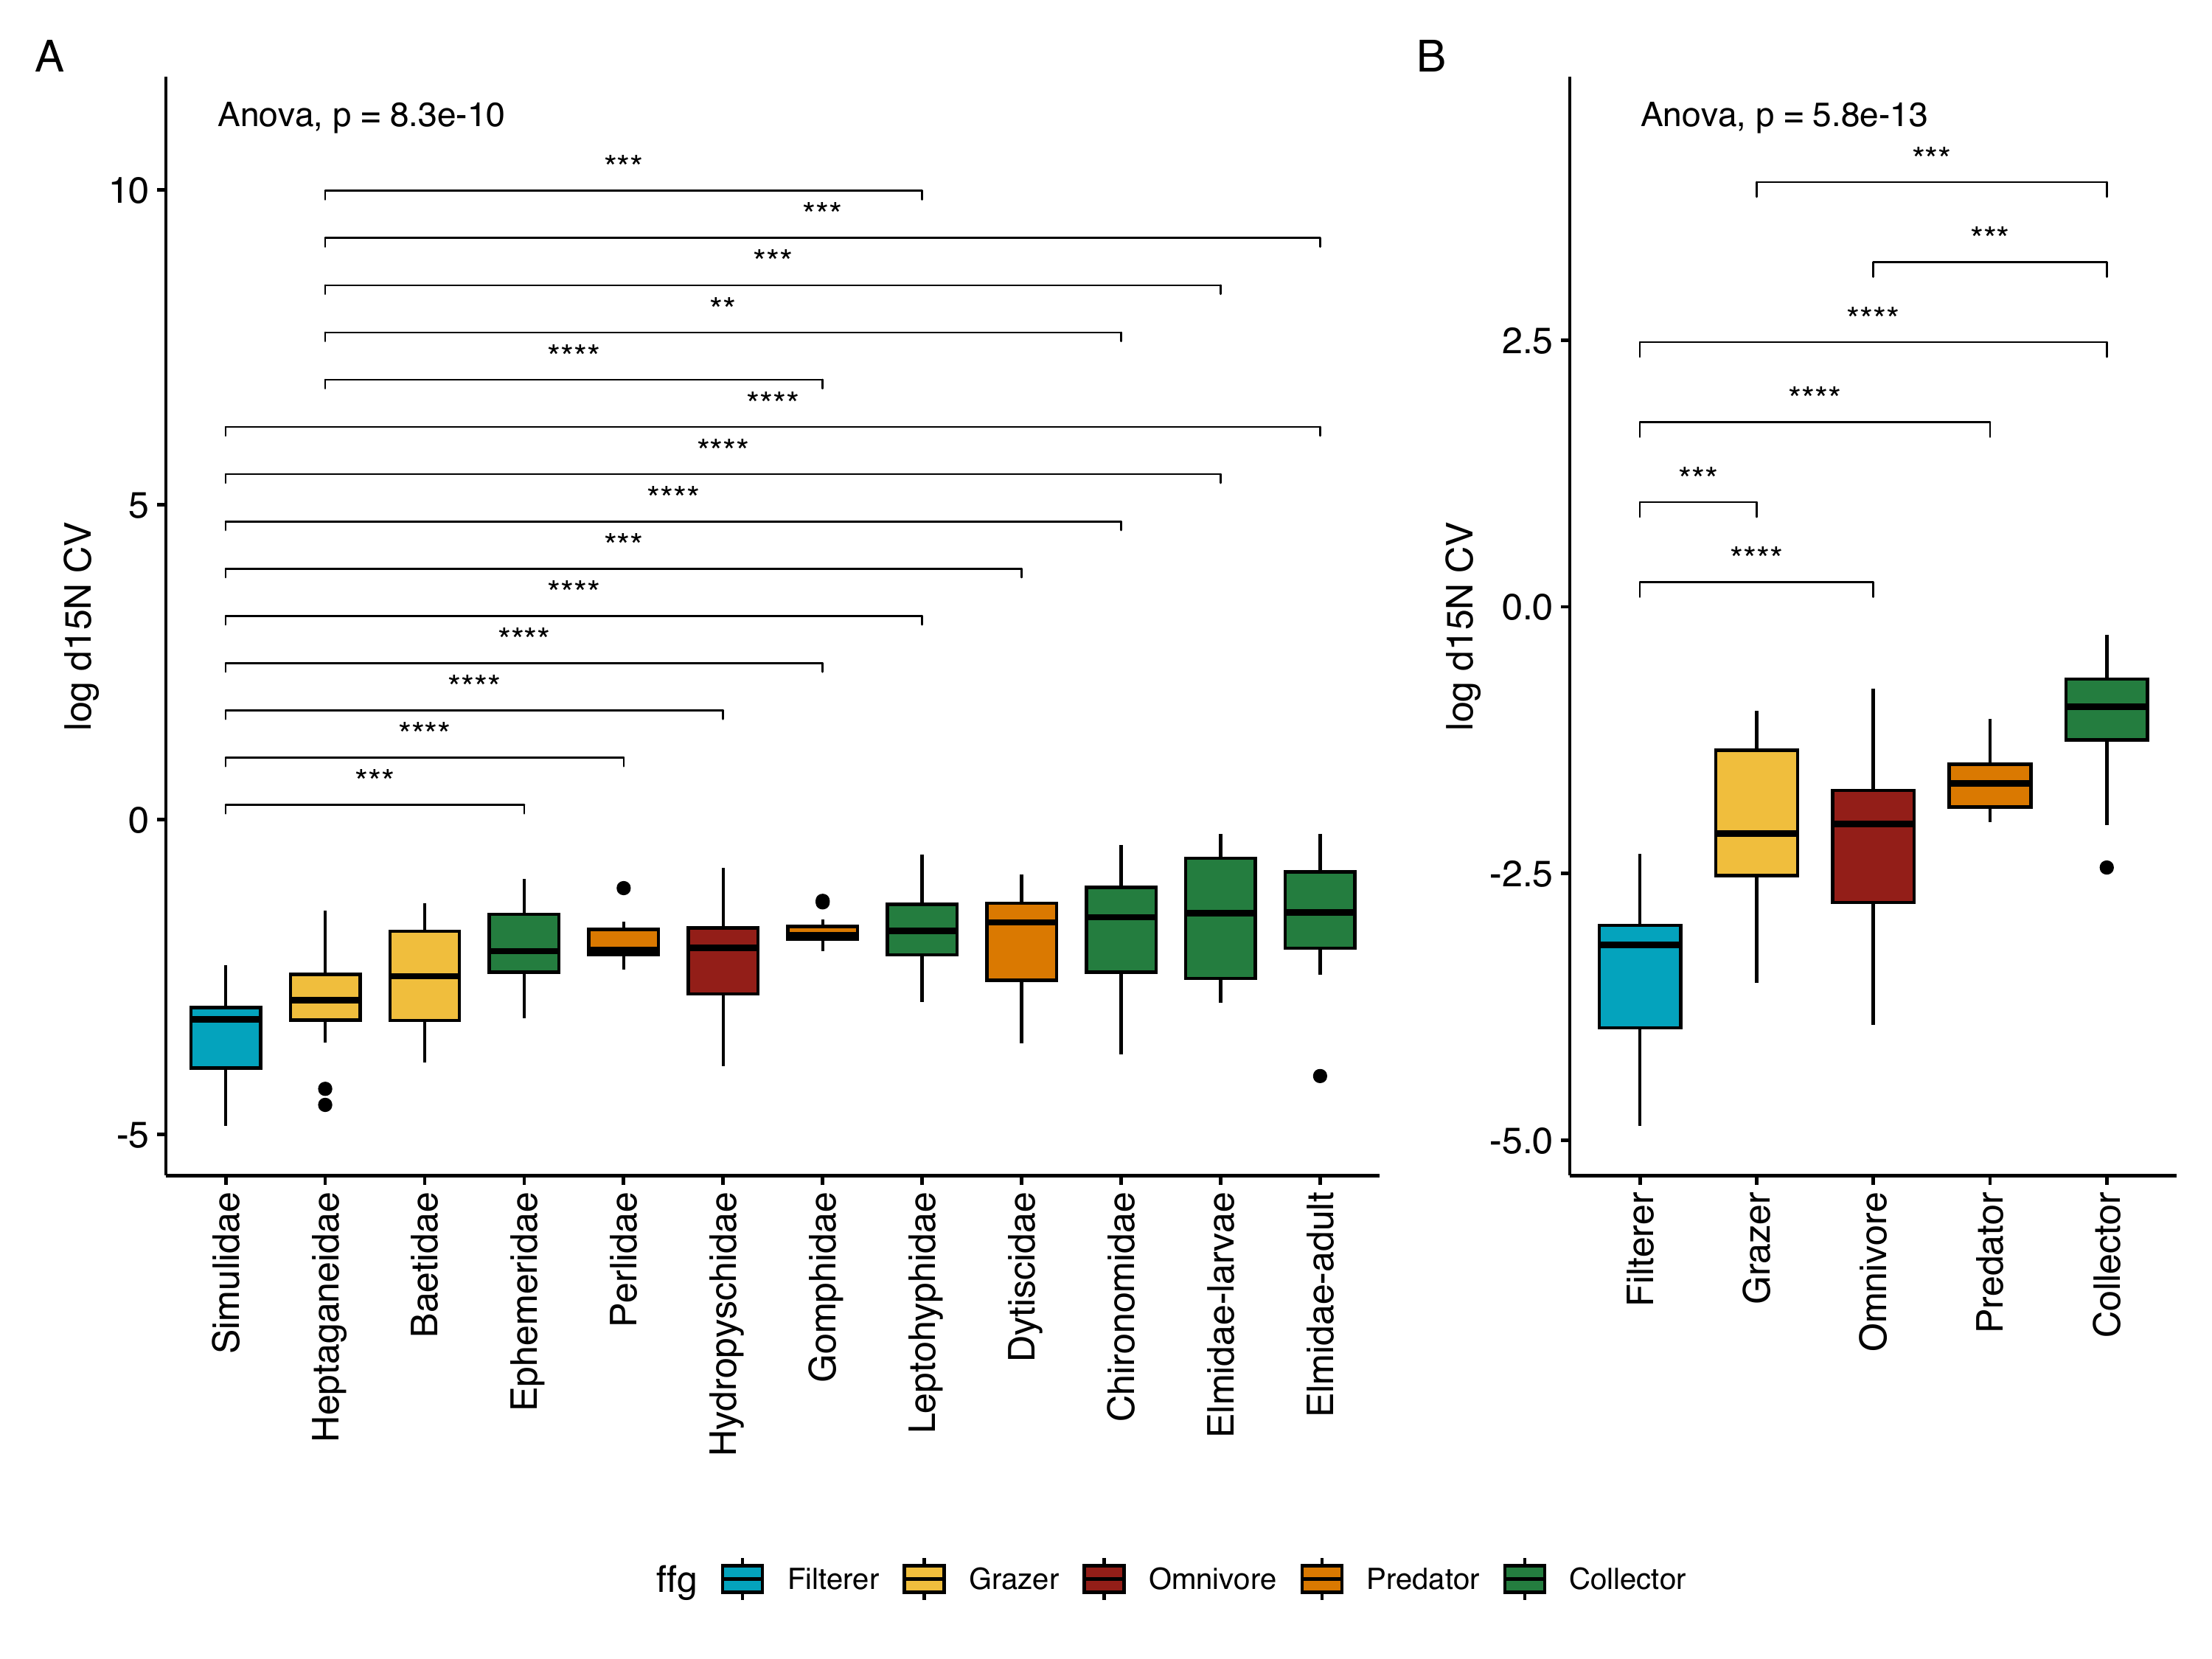 A
Anova, p = 8.3e-10
***
***
***
**
****
****
****
****
***
****
****
****
****
***
10
5
0
-5
log d15N CV
Simulidae
Heptaganeidae
Baetidae
Ephemeridae
Perlidae
Hydropyschidae
Gomphidae
Leptohyphidae
Dytiscidae
Chironomidae
Elmidae-larvae
Elmidae-adult
B
Anova, p = 5.8e-13
***
***
****
****
***
****
2.5
0.0
-2.5
-5.0
log d15N CV
Filterer
Grazer
Omnivore
Predator
Collector
ffg Filterer Grazer Omnivore Predator Collector